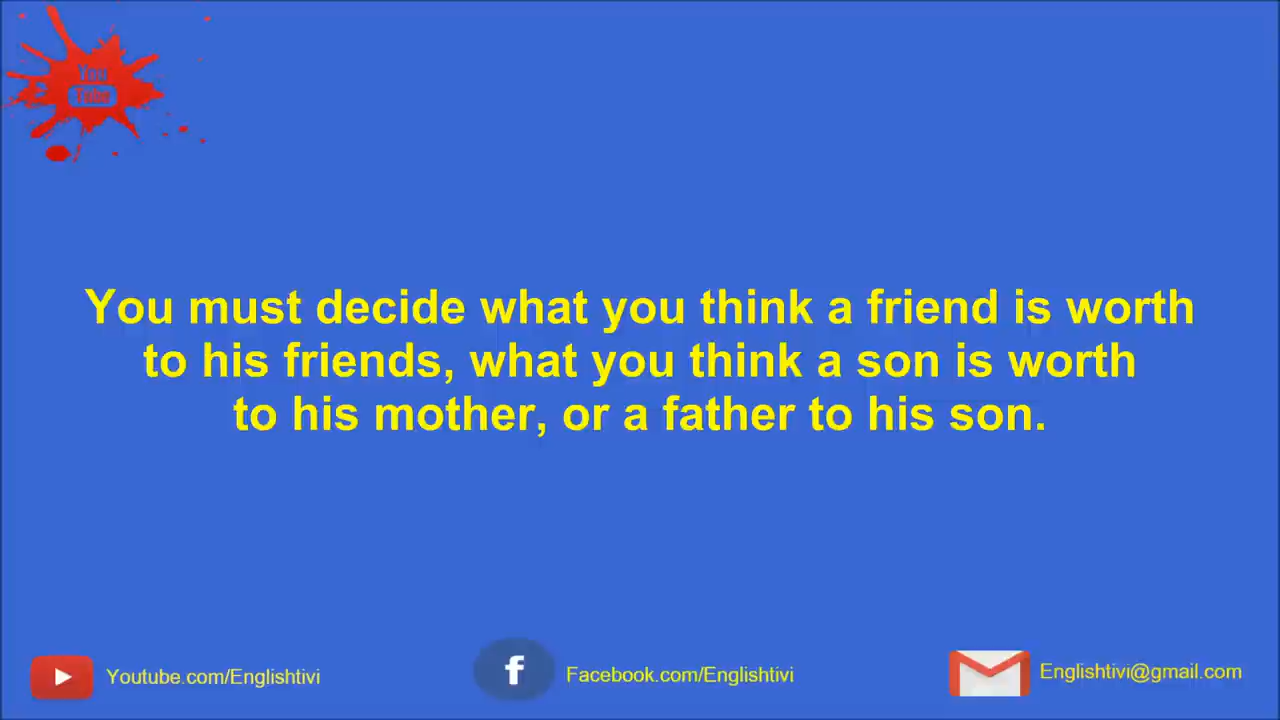 You
Tube
You must decide what you think a friend is worth
to his friends, what you think a son is worth
to his mother, or a father to his son.
f
Youtube.com/Englishtivi
Facebook.com/Englishtivi
Englishtivi@gmail.com